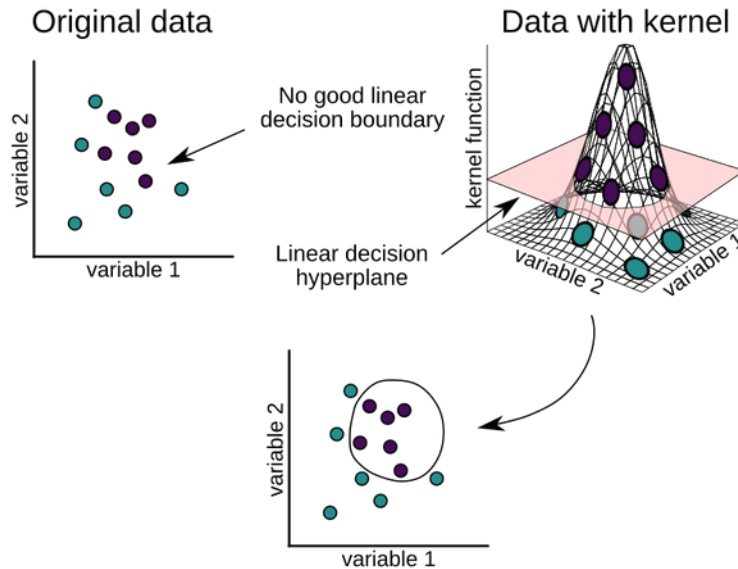 Original data
Data with kernel
No good linear
decision boundary
variable 2
variable 1
kernel function
Linear decision
hyperplane
variable 2
variable 1
variable 2
variable 1